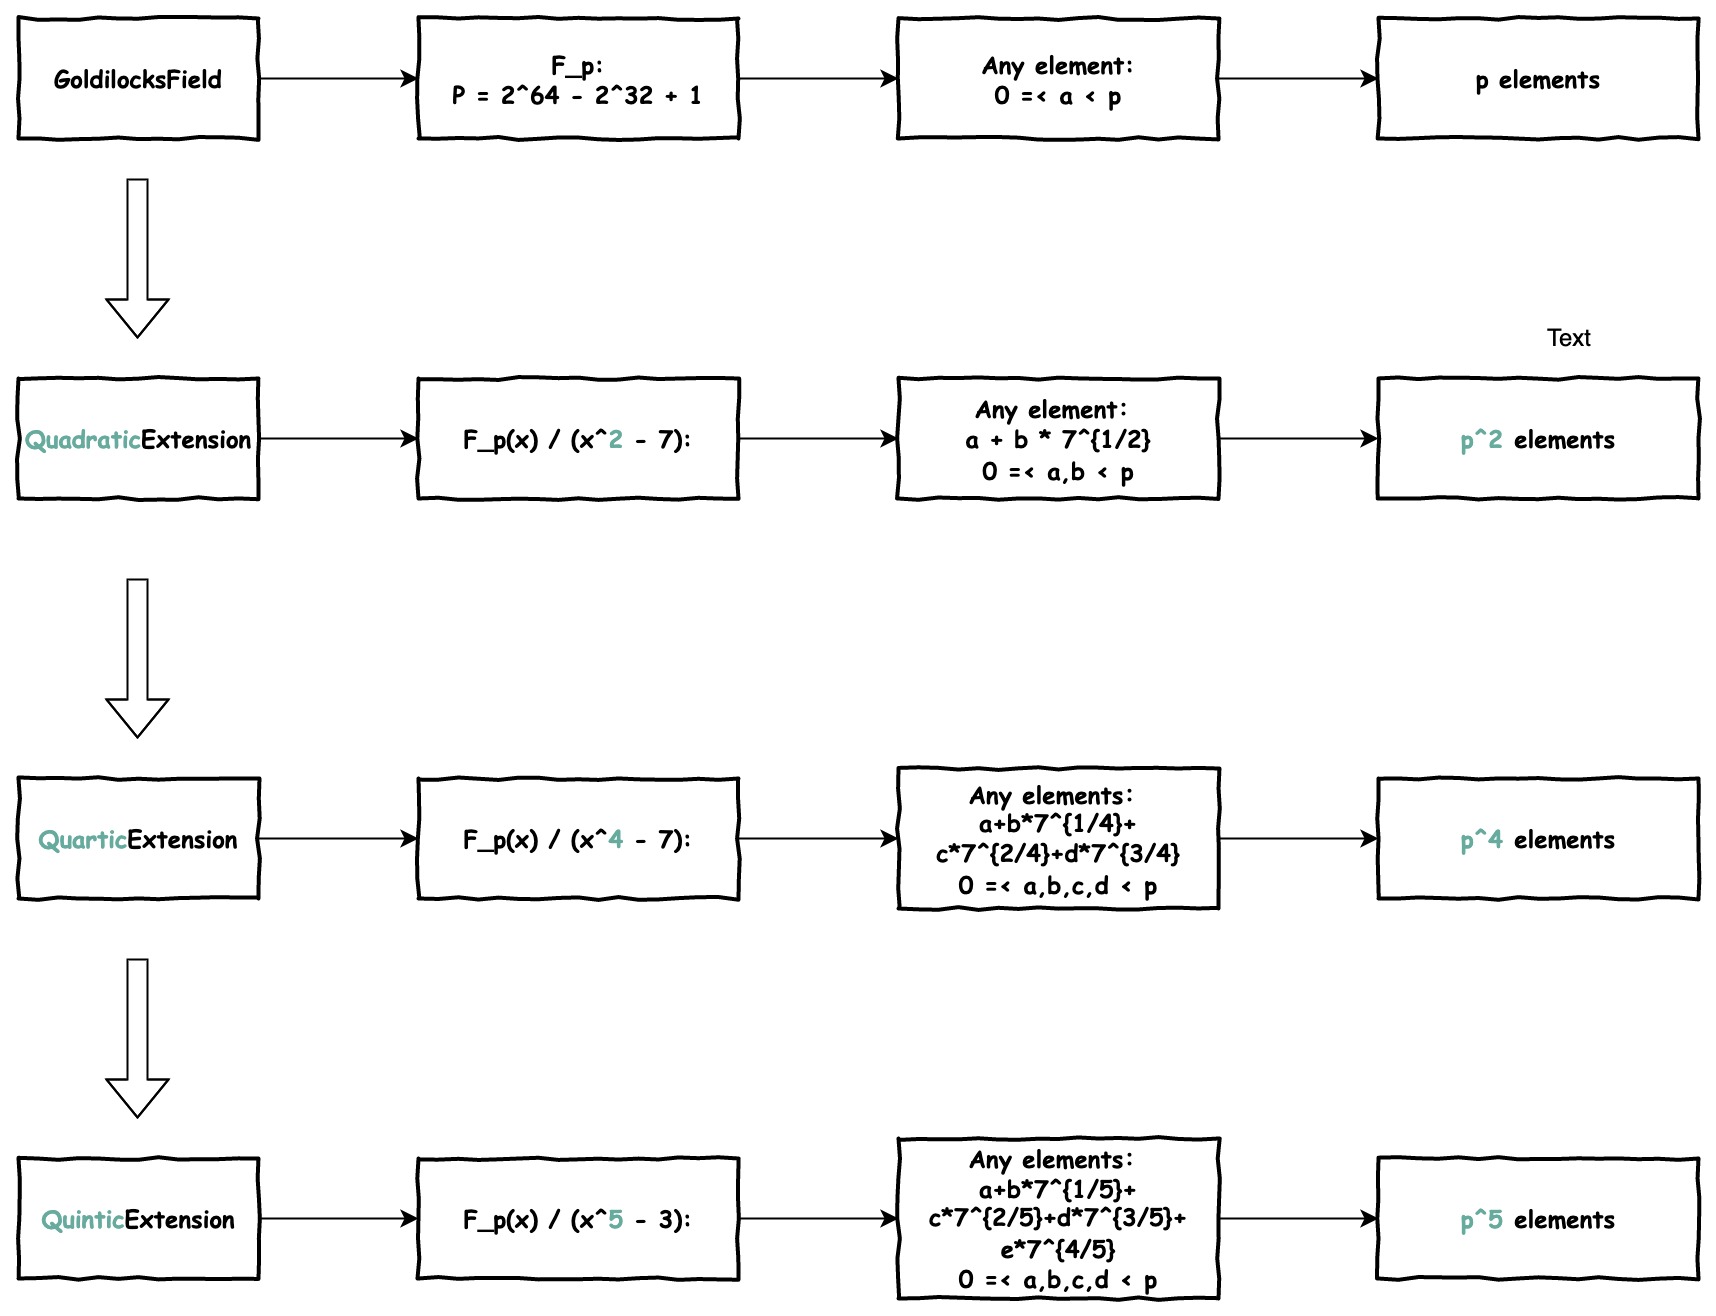 GoldilocksField
F_p:
P = 2^64 - 2^32 + 1
Any element:
0 =< a < p
p elements
Text
QuadraticExtension
F_p(x) / (x^2 - 7):
Any element:
a + b * 7^{1/2}
0 =< a,b < p
p^2 elements
QuarticExtension
F_p(x) / (x^4 - 7):
Any elements:
a+b*7^{1/4}+
c*7^{2/4}+d*7^{3/4}
0 =< a,b,c,d < p
p^4 elements
QuinticExtension
F_p(x) / (x^5 - 3):
Any elements:
a+b*7^{1/5}+
c*7^{2/5}+d*7^{3/5}+
e*7^{4/5}
0 =< a,b,c,d < p
p^5 elements